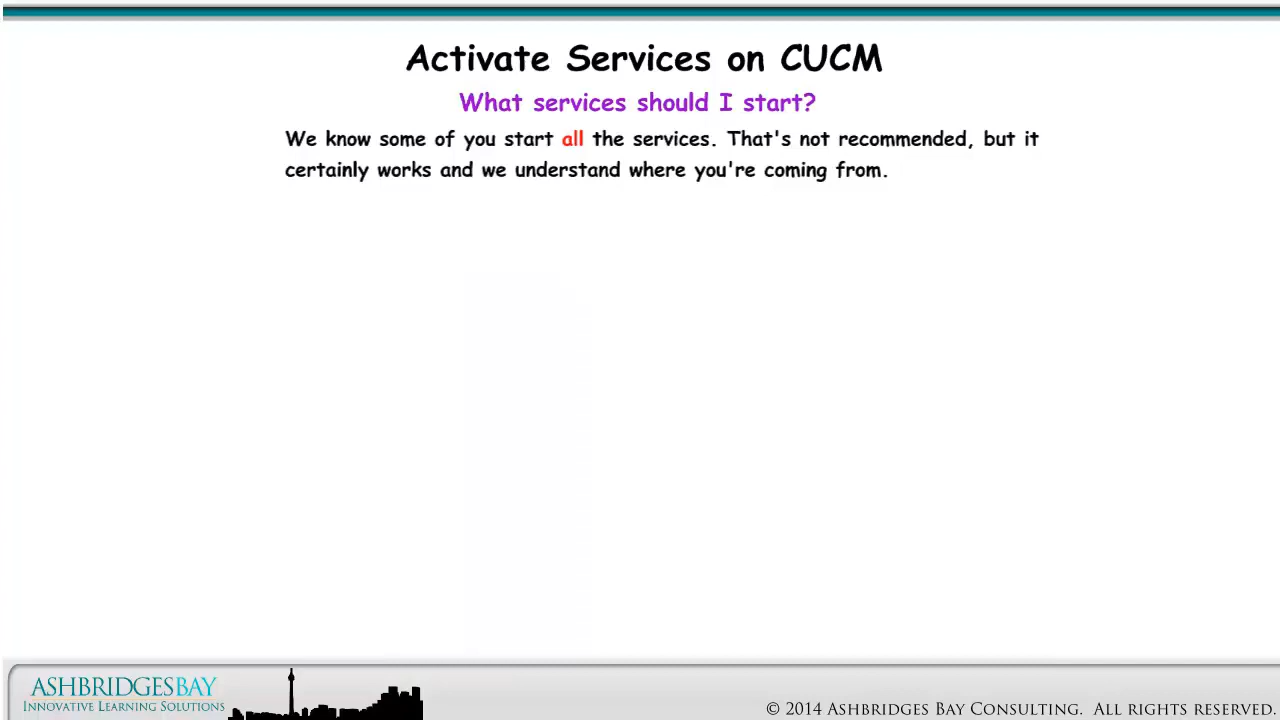 Activate Services on CUCM
What services should I start?
We know some of you start all the services. That's not recommended, but it
certainly works and we understand where you're coming from.
ASHBRIDGESBAY
INNOVATIVE LEARNING SOLUTIONS
© 2014 ASHBRIDGES BAY CONSULTING. ALL RIGHTS RESERVED.